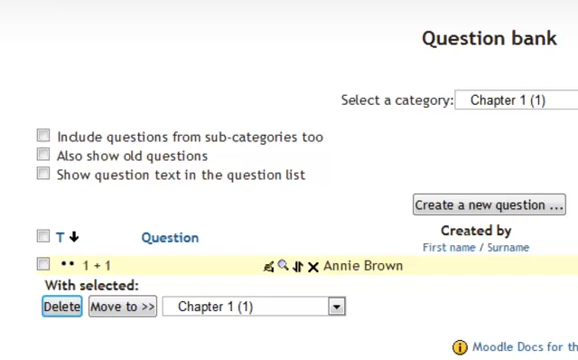 Question bank
Select a category: Chapter 1 (1)
Include questions from sub-categories too
Also show old questions
Show question text in the question list
Create a new question ...
T Question Created by
First name / Surname
1 + 1 Annie Brown
With selected:
Delete Move to >> Chapter 1 (1)
Moodle Docs for th